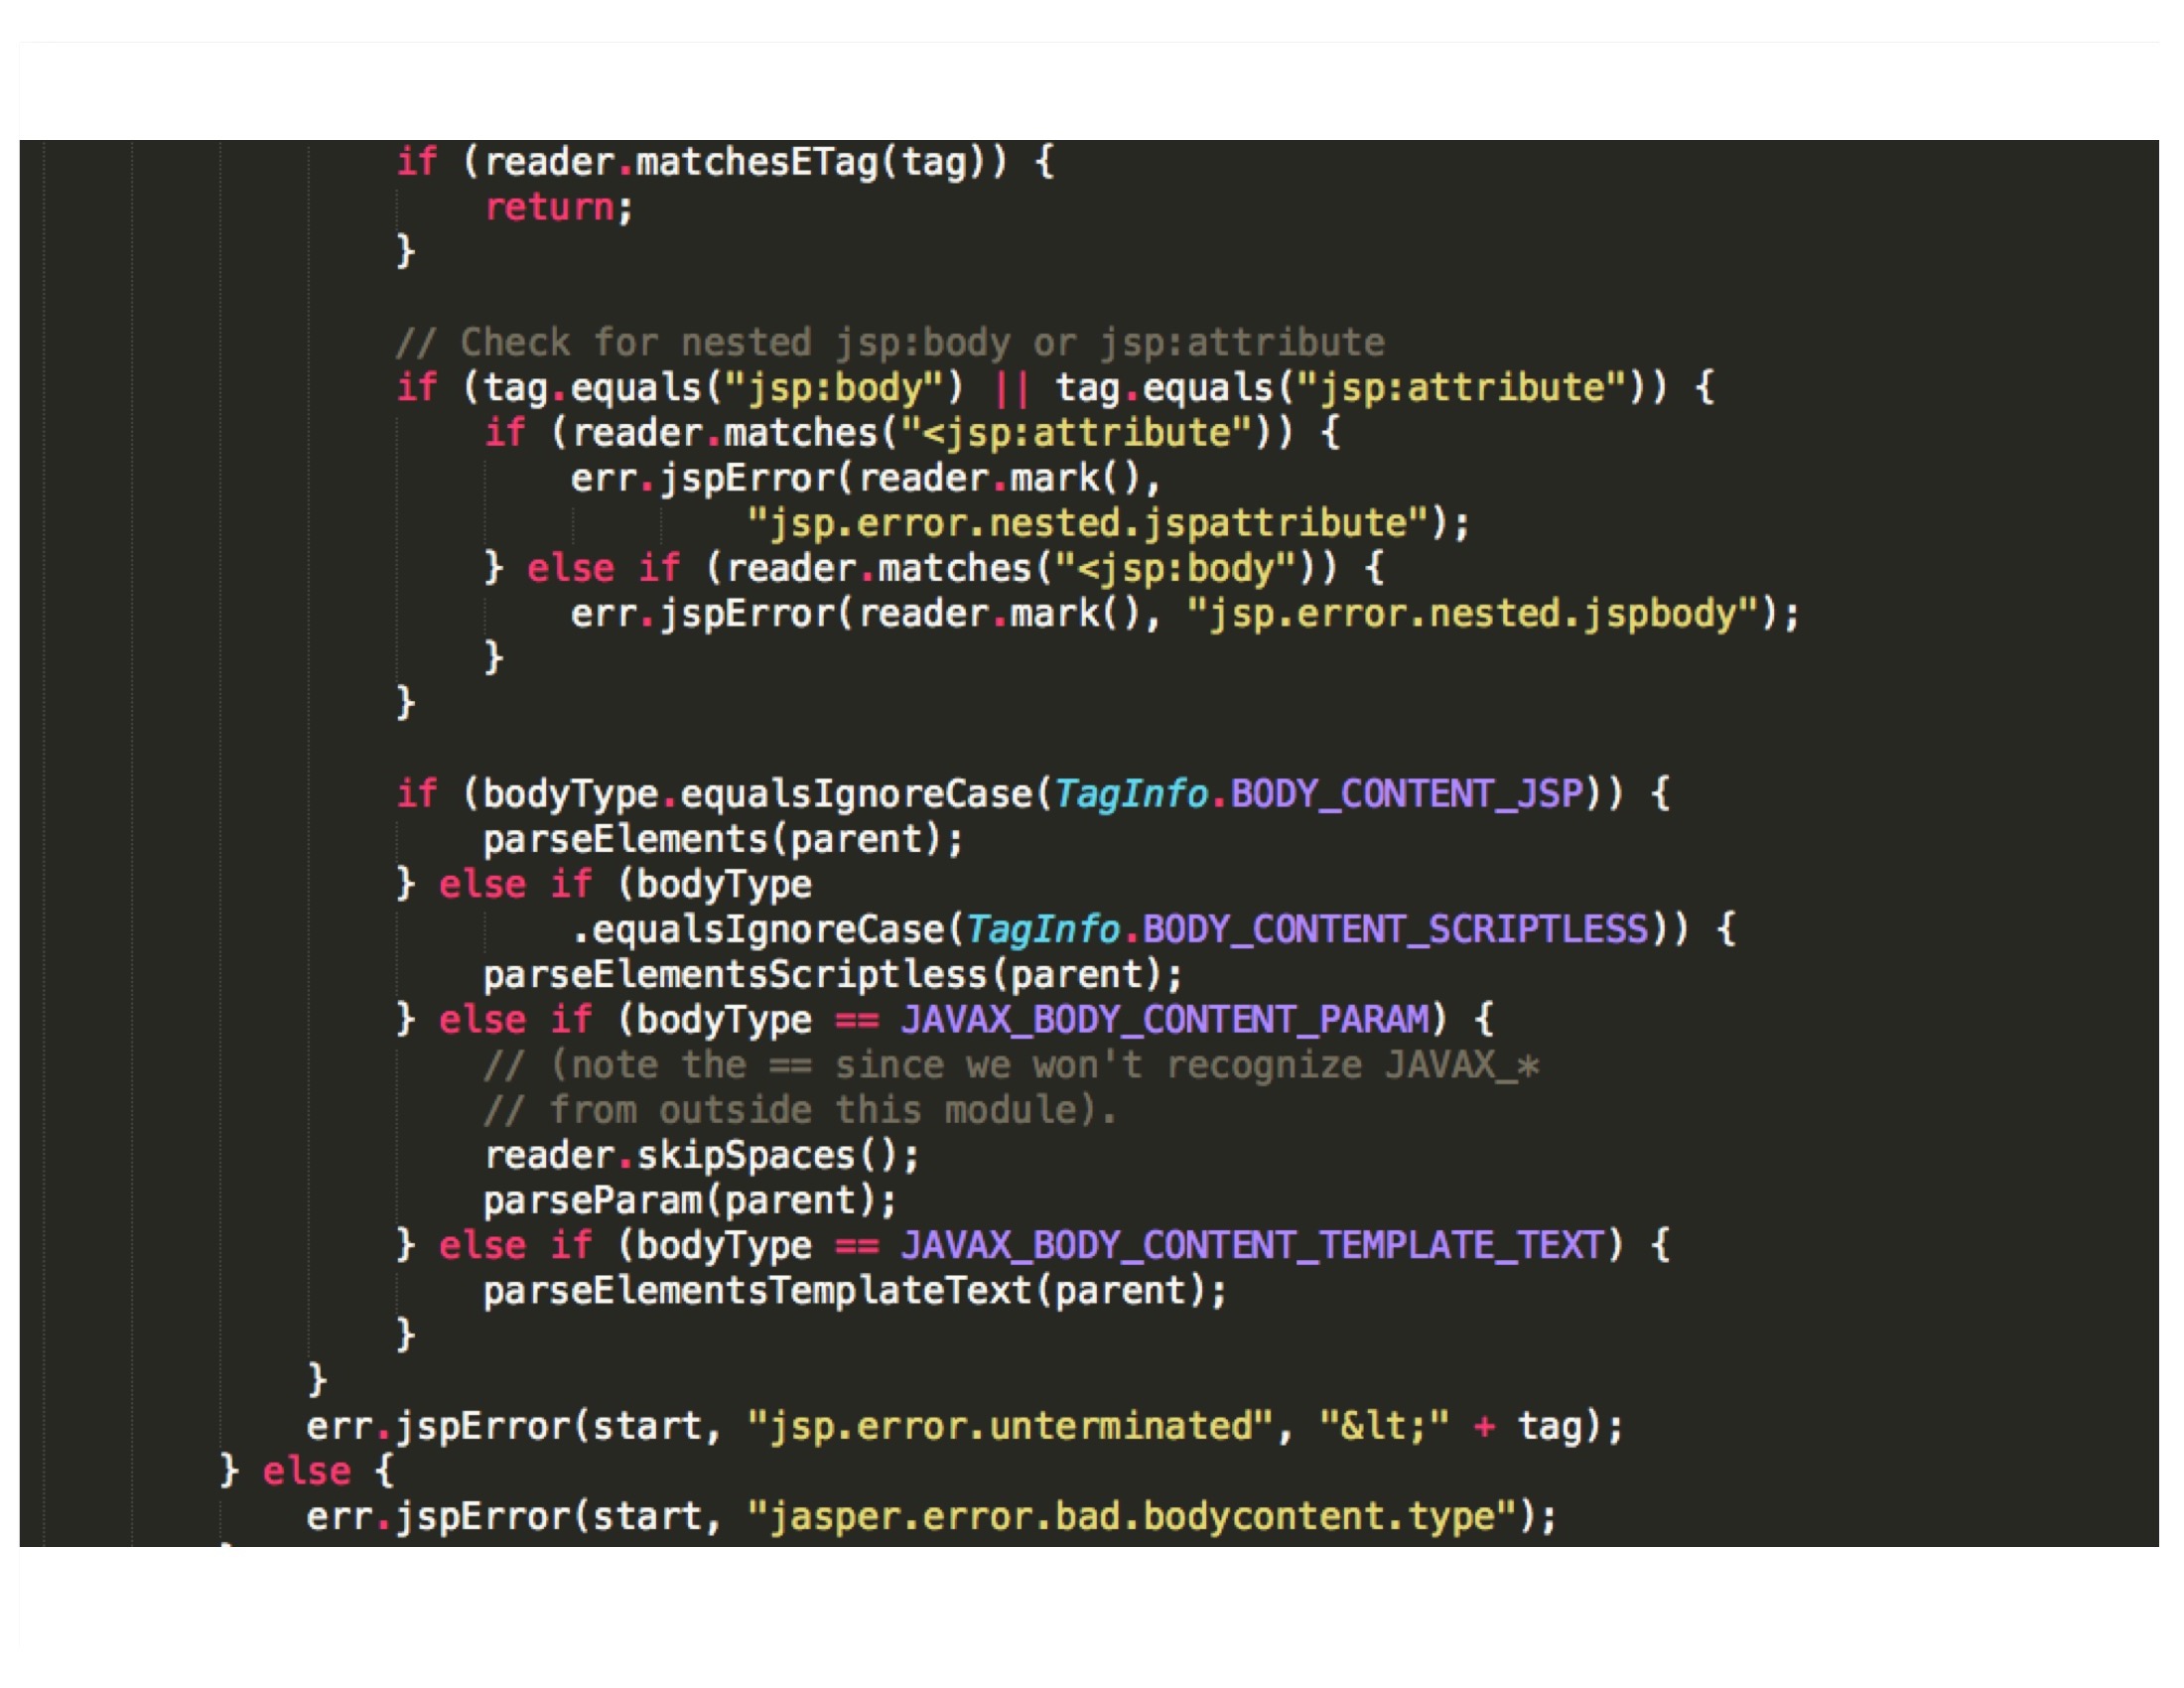 if (reader.matchesETag(tag)) {
return;
}
// Check for nested jsp:body or jsp:attribute
if (tag.equals("jsp:body") || tag.equals("jsp:attribute")) {
if (reader.matches("<jsp:attribute")) {
err.jspError(reader.mark(),
"jsp.error.nested.jspattribute");
} else if (reader.matches("<jsp:body")) {
err.jspError(reader.mark(), "jsp.error.nested.jspbody");
}
}
if (bodyType.equalsIgnoreCase(TagInfo.BODY_CONTENT_JSP)) {
parseElements(parent);
} else if (bodyType
.equalsIgnoreCase(TagInfo.BODY_CONTENT_SCRIPTLESS)) {
parseElementsScriptless(parent);
} else if (bodyType == JAVAX_BODY_CONTENT_PARAM) {
// (note the == since we won't recognize JAVAX_*
// from outside this module).
reader.skipSpaces();
parseParam(parent);
} else if (bodyType == JAVAX_BODY_CONTENT_TEMPLATE_TEXT) {
parseElementsTemplateText(parent);
}
}
err.jspError(start, "jsp.error.unterminated", "&lt;" + tag);
} else {
err.jspError(start, "jasper.error.bad.bodycontent.type");